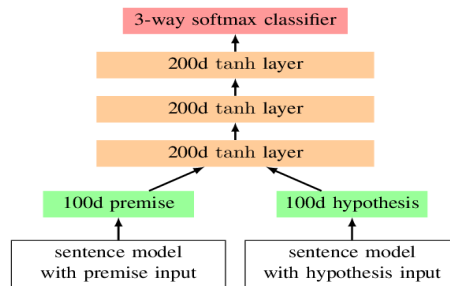 3-way softmax classifier
200d tanh layer
200d tanh layer
200d tanh layer
100d premise
100d hypothesis
sentence model
with premise input
sentence model
with hypothesis input